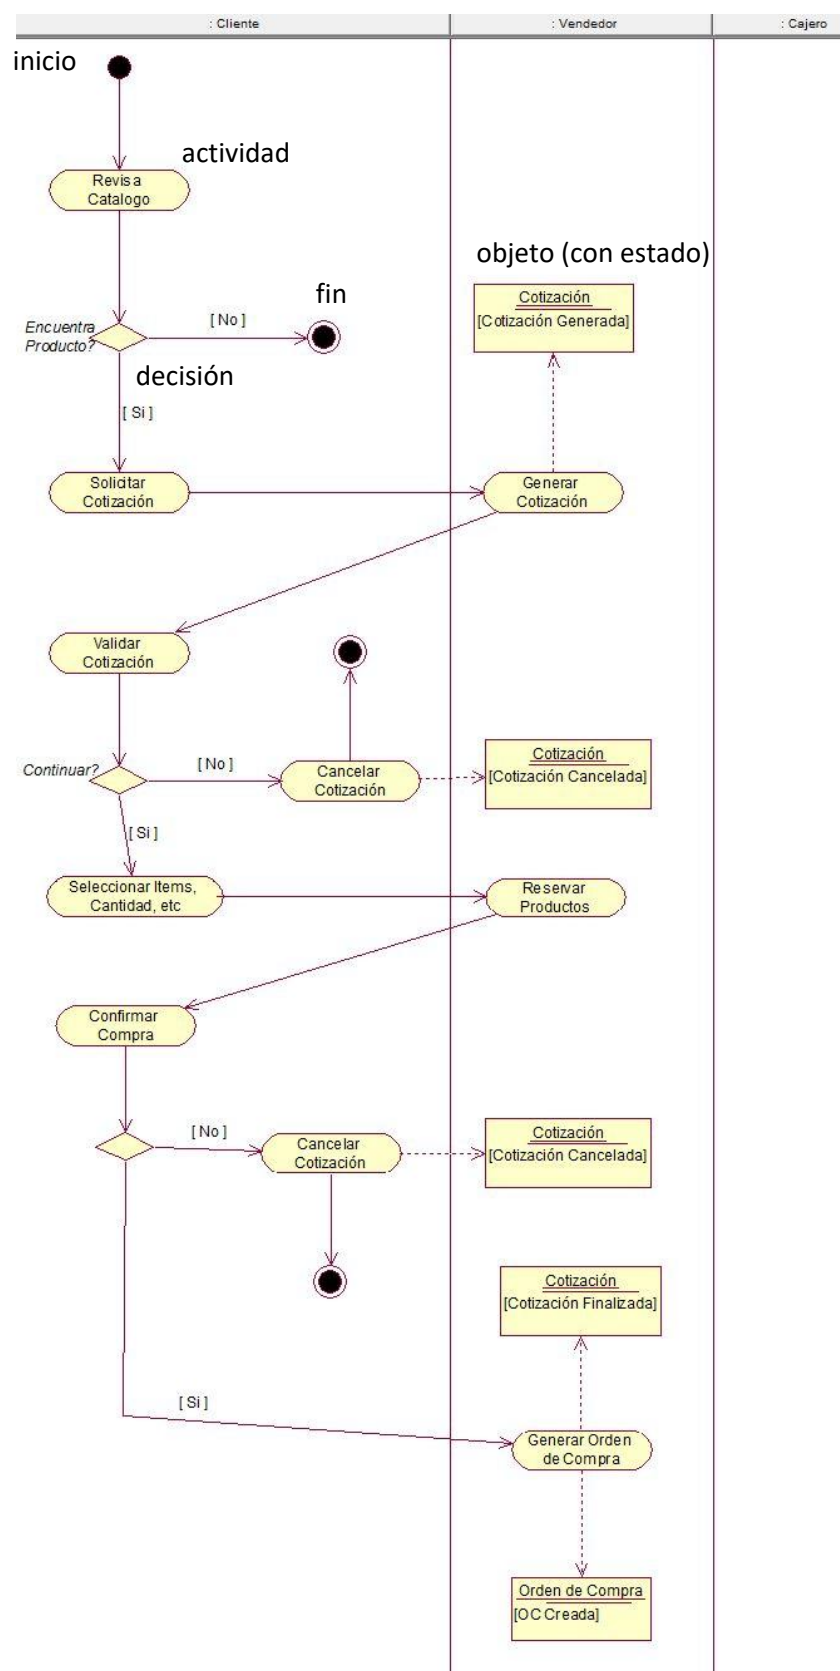 : Cliente
: Vendedor
: Cajero
inicio
actividad
Revisa
Catalogo
objeto (con estado)
fin
Cotización
[Cotización Generada]
[ No ]
Encuentra
Producto?
decisión
[ Si ]
Solicitar
Cotización
Generar
Cotización
Validar
Cotización
Continuar?
[ No ]
Cancelar
Cotización
Cotización
[Cotización Cancelada]
[ Si ]
Seleccionar Items,
Cantidad, etc
Reservar
Productos
Confirmar
Compra
[ No ]
Cancelar
Cotización
Cotización
[Cotización Cancelada]
Cotización
[Cotización Finalizada]
[ Si ]
Generar Orden
de Compra
Orden de Compra
[OC Creada]